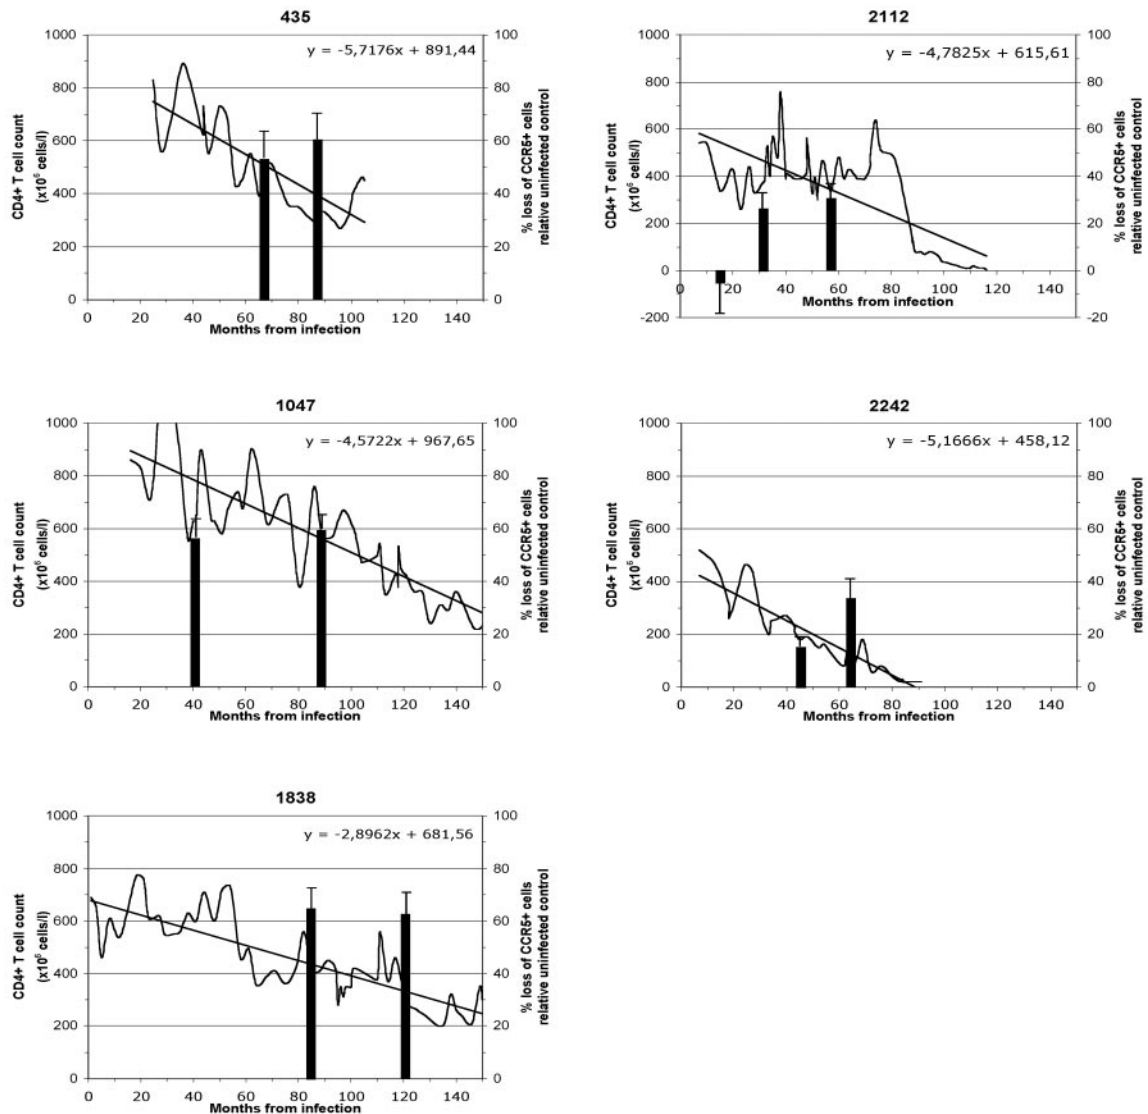 435
y = -5,7176x + 891,44
CD4+ T cell count
(x10⁶ cells/l)
1000
800
600
400
200
0
100
80
60
40
20
0
% loss of CCR5+ cells
relative uninfected control
0 20 40 60 80 100 120 140
Months from infection
2112
y = -4,7825x + 615,61
CD4+ T cell count
(x10⁶ cells/l)
1000
800
600
400
200
0
-200
100
80
60
40
20
0
-20
% loss of CCR5+ cells
relative uninfected control
0 20 40 60 80 100 120 140
Months from infection
1047
y = -4,5722x + 967,65
CD4+ T cell count
(x10⁶ cells/l)
1000
800
600
400
200
0
100
80
60
40
20
0
% loss of CCR5+ cells
relative uninfected control
0 20 40 60 80 100 120 140
Months from infection
2242
y = -5,1666x + 458,12
CD4+ T cell count
(x10⁶ cells/l)
1000
800
600
400
200
0
100
80
60
40
20
0
% loss of CCR5+ cells
relative uninfected control
0 20 40 60 80 100 120 140
Months from infection
1838
y = -2,8962x + 681,56
CD4+ T cell count
(x10⁶ cells/l)
1000
800
600
400
200
0
100
80
60
40
20
0
% loss of CCR5+ cells
relative uninfected control
0 20 40 60 80 100 120 140
Months from infection